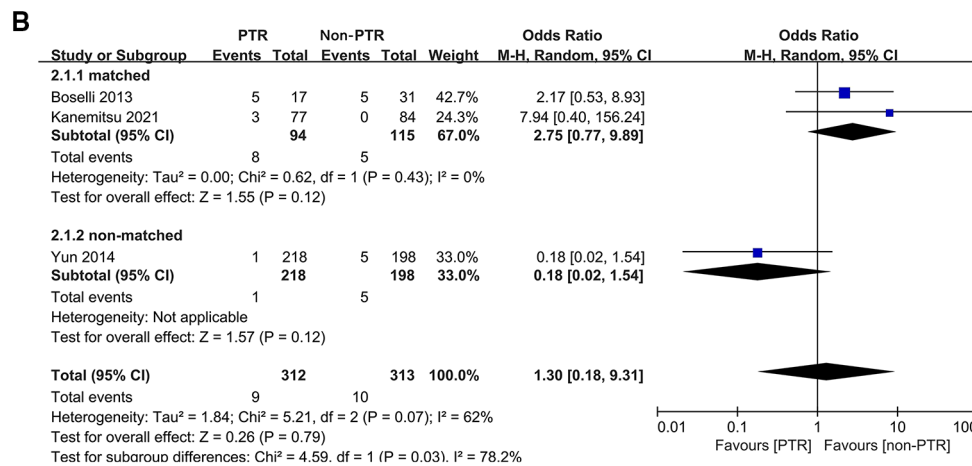 B
PTR Non-PTR Odds Ratio Odds Ratio
Study or Subgroup Events Total Events Total Weight M-H, Random, 95% CI M-H, Random, 95% CI
2.1.1 matched
Boselli 2013 5 17 5 31 42.7% 2.17 [0.53, 8.93]
Kanemitsu 2021 3 77 0 84 24.3% 7.94 [0.40, 156.24]
Subtotal (95% CI) 94 115 67.0% 2.75 [0.77, 9.89]
Total events 8 5
Heterogeneity: Tau² = 0.00; Chi² = 0.62, df = 1 (P = 0.43); I² = 0%
Test for overall effect: Z = 1.55 (P = 0.12)
2.1.2 non-matched
Yun 2014 1 218 5 198 33.0% 0.18 [0.02, 1.54]
Subtotal (95% CI) 218 198 33.0% 0.18 [0.02, 1.54]
Total events 1 5
Heterogeneity: Not applicable
Test for overall effect: Z = 1.57 (P = 0.12)
Total (95% CI) 312 313 100.0% 1.30 [0.18, 9.31]
Total events 9 10
Heterogeneity: Tau² = 1.84; Chi² = 5.21, df = 2 (P = 0.07); I² = 62%
Test for overall effect: Z = 0.26 (P = 0.79)
Test for subgroup differences: Chi² = 4.59, df = 1 (P = 0.03), I² = 78.2%
0.01 0.1 1 10 100
Favours [PTR] Favours [non-PTR]